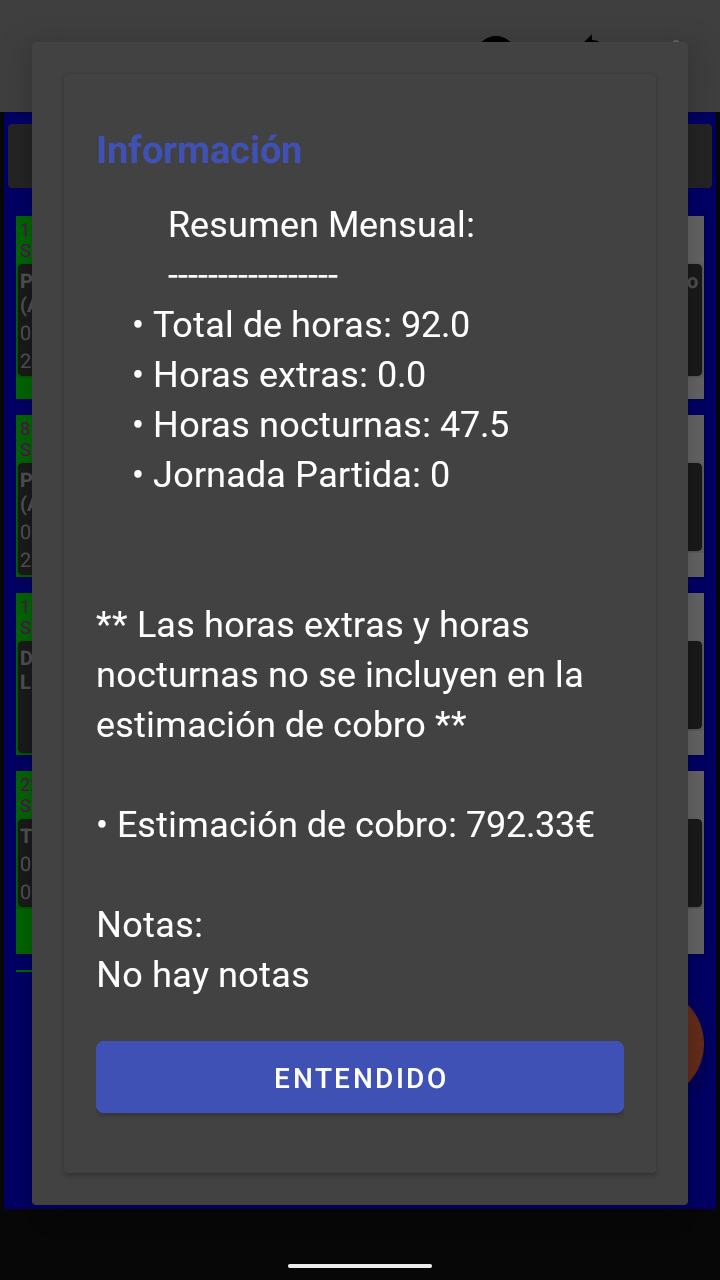 Información
Resumen Mensual:
-----------------
• Total de horas: 92.0
• Horas extras: 0.0
• Horas nocturnas: 47.5
• Jornada Partida: 0
** Las horas extras y horas
nocturnas no se incluyen en la
estimación de cobro **
• Estimación de cobro: 792.33€
Notas:
No hay notas
ENTENDIDO